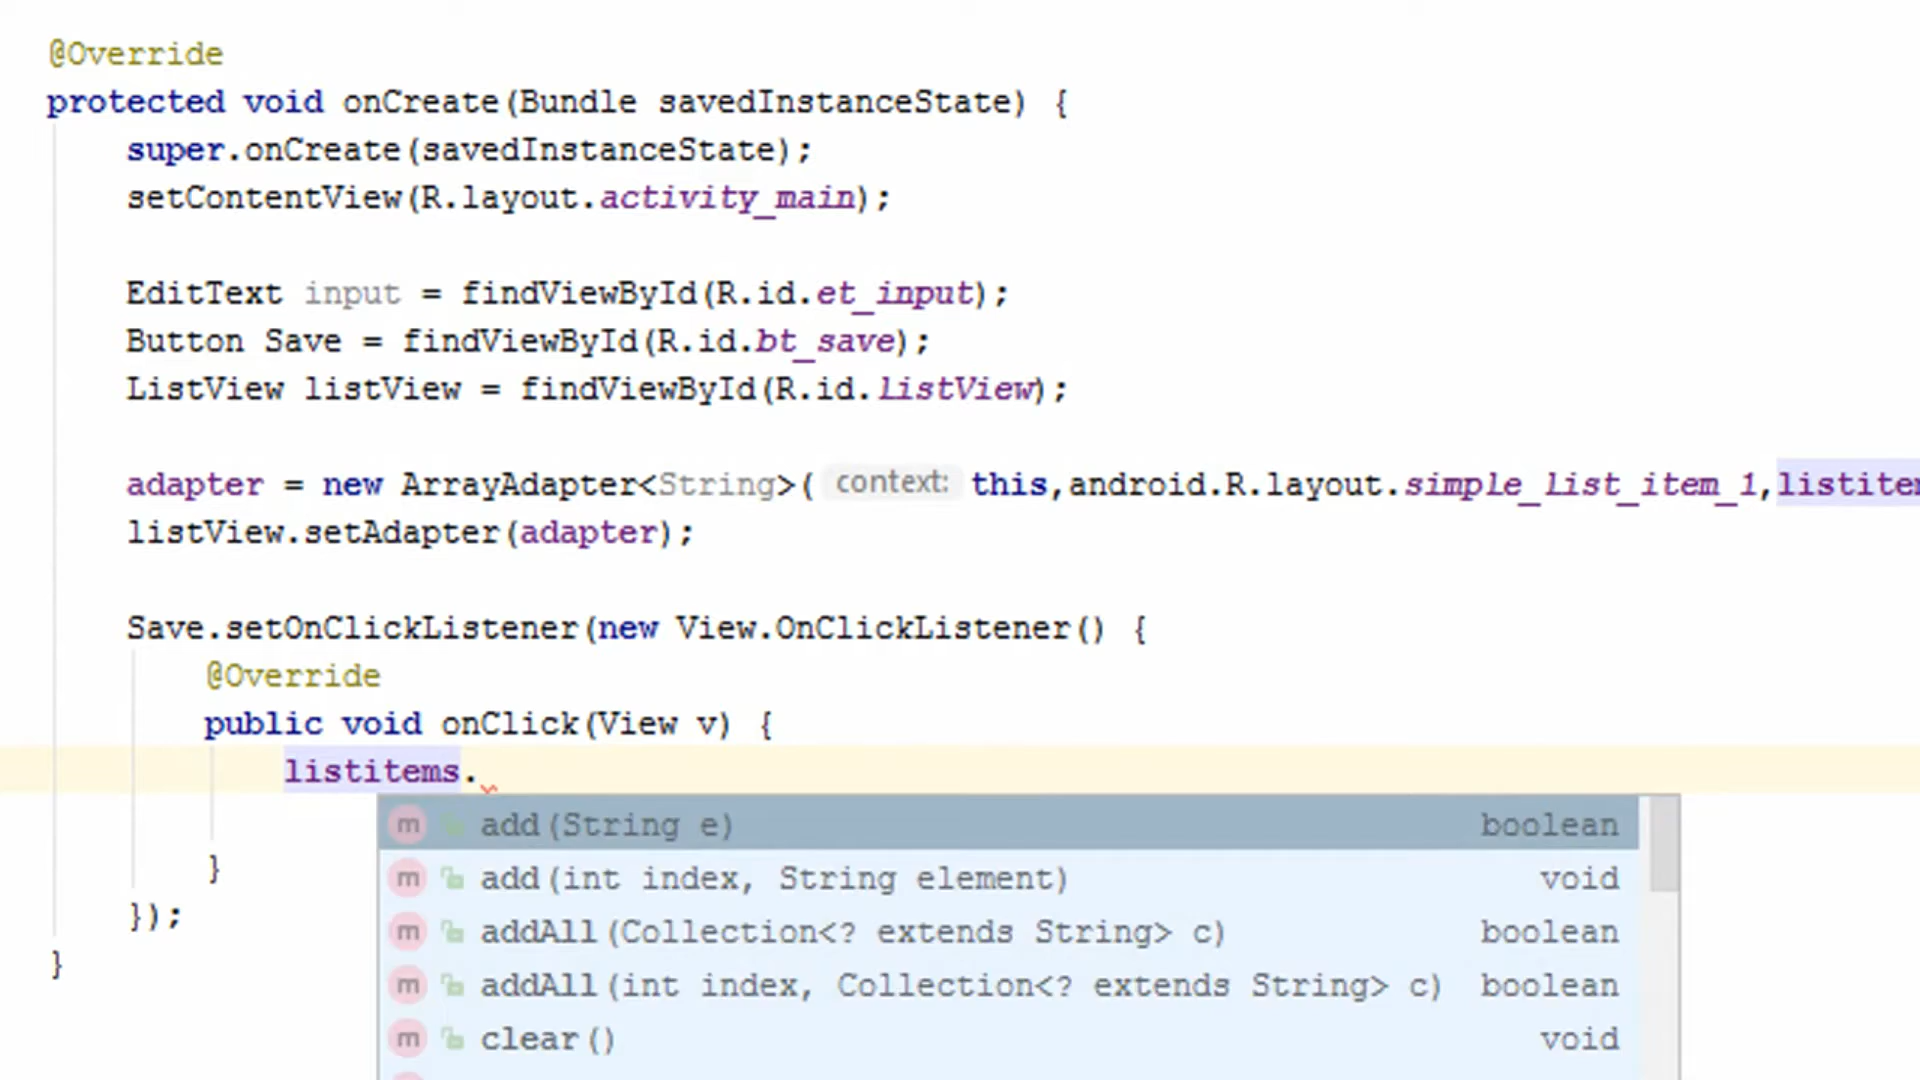 @Override
protected void onCreate(Bundle savedInstanceState) {
super.onCreate(savedInstanceState);
setContentView(R.layout.activity_main);
EditText input = findViewById(R.id.et_input);
Button Save = findViewById(R.id.bt_save);
ListView listView = findViewById(R.id.listView);
adapter = new ArrayAdapter<String>( context: this,android.R.layout.simple_list_item_1,
listView.setAdapter(adapter);
Save.setOnClickListener(new View.OnClickListener() {
@Override
public void onClick(View v) {
listitems.
m add(String e) boolean
m add(int index, String element) void
m addAll(Collection<? extends String> c) boolean
m addAll(int index, Collection<? extends String> c) boolean
m clear() void
}
});
}